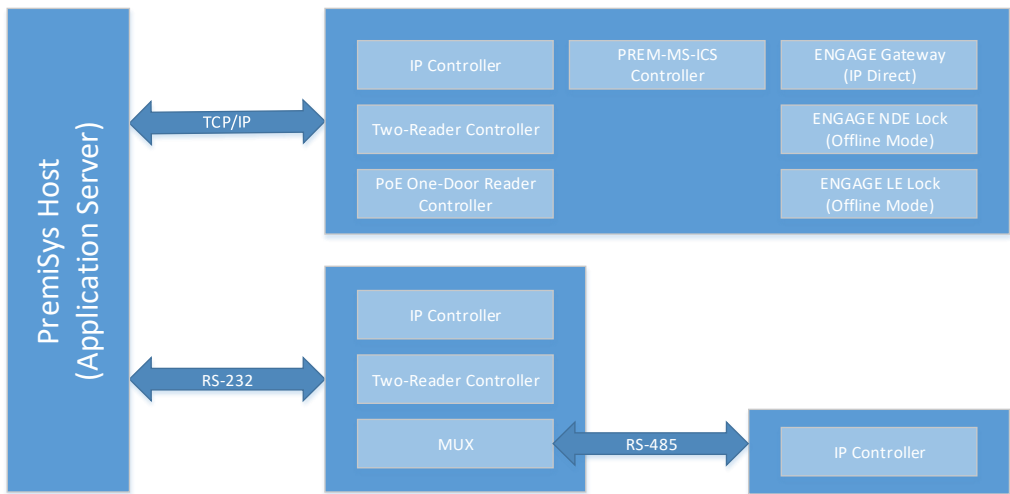 PremiSys Host
(Application Server)
TCP/IP
IP Controller
PREM-MS-ICS
Controller
ENGAGE Gateway
(IP Direct)
Two-Reader Controller
ENGAGE NDE Lock
(Offline Mode)
PoE One-Door Reader
Controller
ENGAGE LE Lock
(Offline Mode)
RS-232
IP Controller
Two-Reader Controller
MUX
RS-485
IP Controller